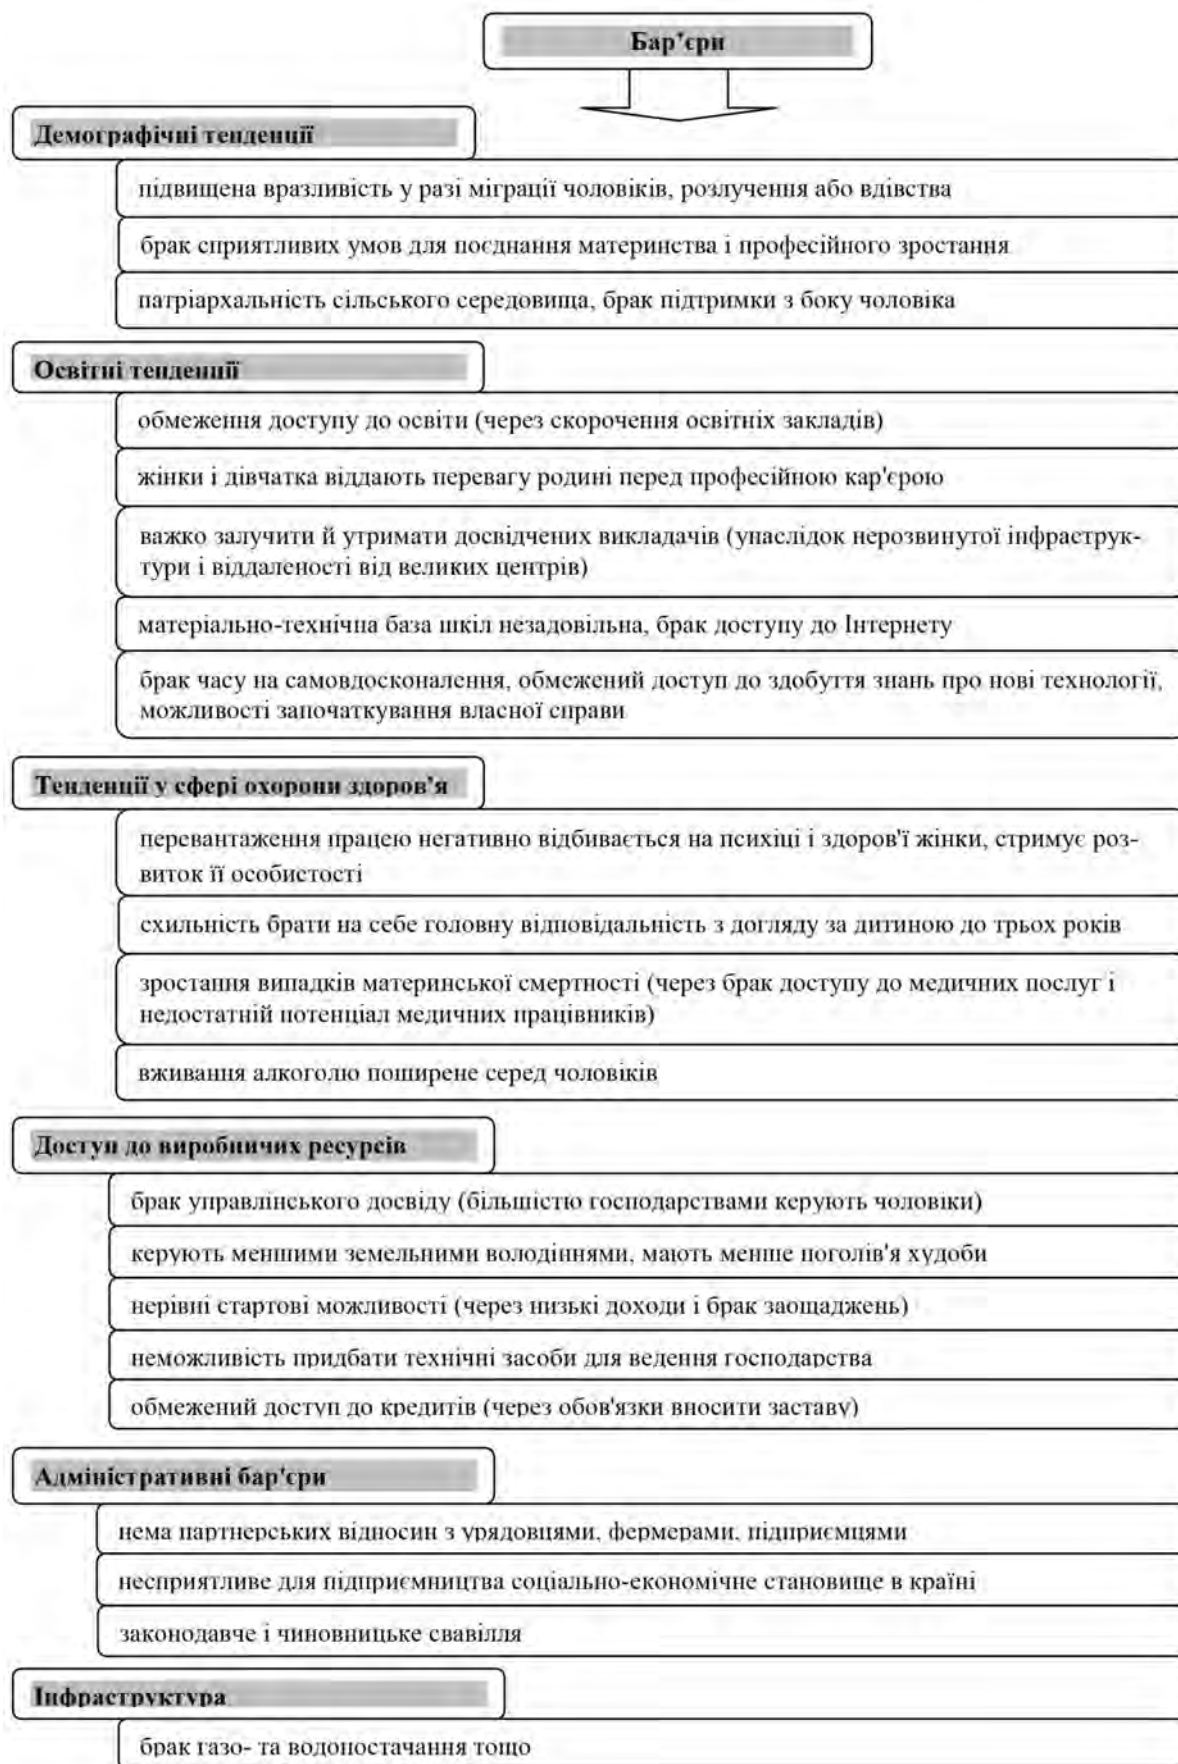 Бар'єри
Демографічні тенденції
підвищена вразливість у разі міграції чоловіків, розлучення або вдівства
брак сприятливих умов для поєднання материнства і професійного зростання
патріархальність сільського середовища, брак підтримки з боку чоловіка
Освітні тенденції
обмеження доступу до освіти (через скорочення освітніх закладів)
жінки і дівчатка віддають перевагу родині перед професійною кар'єрою
важко залучити й утримати досвідчених викладачів (унаслідок нерозвинутої інфраструк-
тури і віддаленості від великих центрів)
матеріально-технічна база шкіл незадовільна, брак доступу до Інтернету
брак часу на самовдосконалення, обмежений доступ до здобуття знань про нові технології,
можливості започаткування власної справи
Тенденції у сфері охорони здоров'я
перевантаження працею негативно відбивається на психіці і здоров'ї жінки, стримує роз-
виток її особистості
схильність брати на себе головну відповідальність з догляду за дитиною до трьох років
зростання випадків материнської смертності (через брак доступу до медичних послуг і
недостатній потенціал медичних працівників)
вживання алкоголю поширене серед чоловіків
Доступ до виробничих ресурсів
брак управлінського досвіду (більшістю господарствами керують чоловіки)
керують меншими земельними володіннями, мають менше поголів'я худоби
нерівні стартові можливості (через низькі доходи і брак заощаджень)
неможливість придбати технічні засоби для ведення господарства
обмежений доступ до кредитів (через обов'язки вносити заставу)
Адміністративні бар'єри
нема партнерських відносин з урядовцями, фермерами, підприємцями
несприятливе для підприємництва соціально-економічне становище в країні
законодавче і чиновницьке свавілля
Інфраструктура
брак газо- та водопостачання тощо